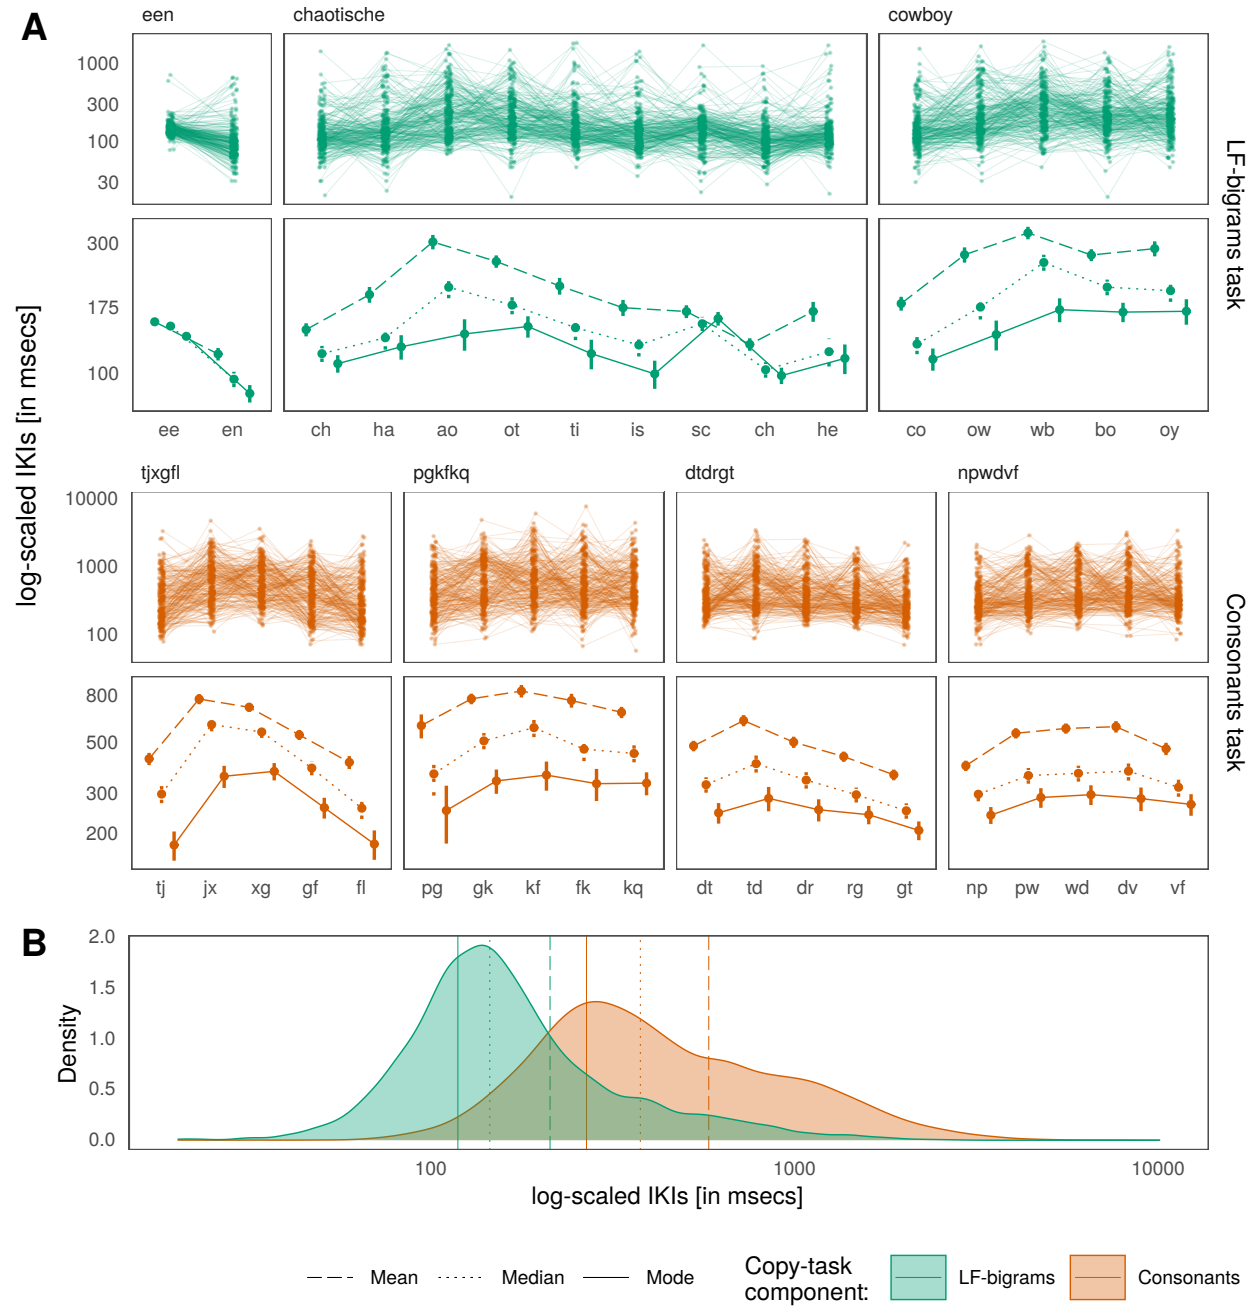 A
een chaotische cowboy
1000
300
100
30
300
175
100
ee en ch ha ao ot ti is sc ch he co ow wb bo oy
LF-bigrams task
log-scaled IKIs [in msecs]
tjxgfl pgkfkq dtdrgt npwdvf
10000
1000
100
800
500
300
200
tj jx xg gf fl pg gk kf fk kq dt td dr rg gt np pw wd dv vf
Consonants task
B
2.0
1.5
1.0
0.5
0.0
Density
100 1000 10000
log-scaled IKIs [in msecs]
Mean Median Mode
Copy-task
component:
LF-bigrams Consonants